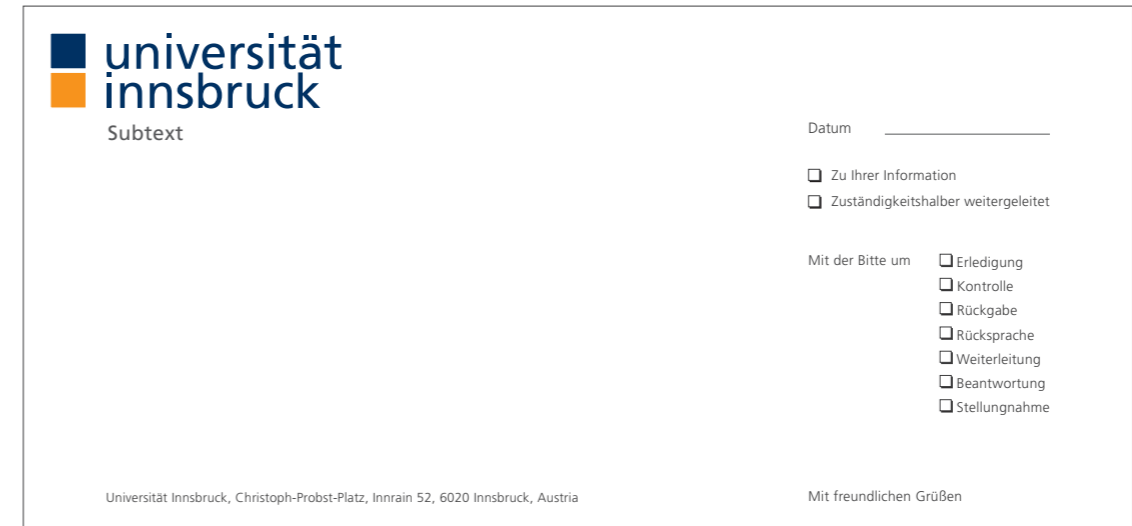 universität
innsbruck
Subtext
Datum
Zu Ihrer Information
Zuständigkeitshalber weitergeleitet
Mit der Bitte um
Erledigung
Kontrolle
Rückgabe
Rücksprache
Weiterleitung
Beantwortung
Stellungnahme
Universität Innsbruck, Christoph-Probst-Platz, Innrain 52, 6020 Innsbruck, Austria
Mit freundlichen Grüßen